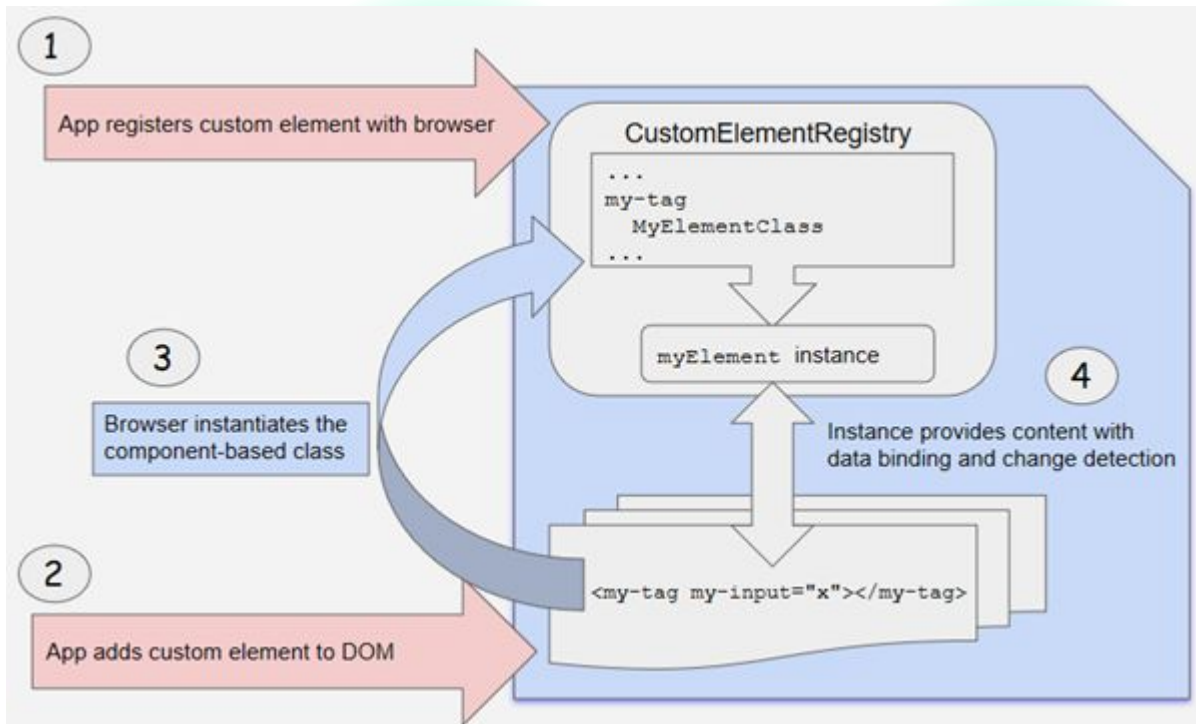 1
App registers custom element with browser
CustomElementRegistry
...
my-tag
MyElementClass
...
myElement instance
3
Browser instantiates the
component-based class
4
Instance provides content with
data binding and change detection
2
App adds custom element to DOM
<my-tag my-input="x"></my-tag>